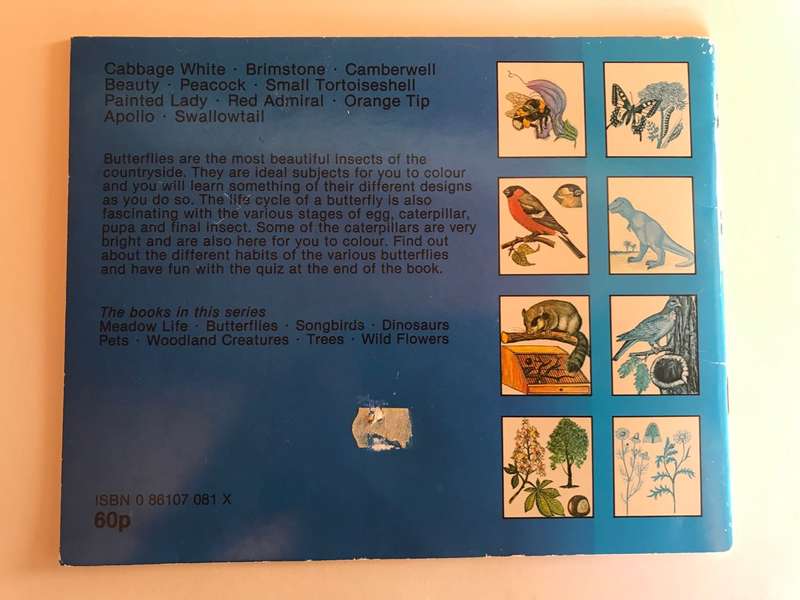 Cabbage White · Brimstone · Camberwell
Beauty · Peacock · Small Tortoiseshell
Painted Lady · Red Admiral · Orange Tip
Apollo · Swallowtail
Butterflies are the most beautiful insects of the
countryside. They are ideal subjects for you to colour
and you will learn something of their different designs
as you do so. The life cycle of a butterfly is also
fascinating with the various stages of egg, caterpillar,
pupa and final insect. Some of the caterpillars are very
bright and are also here for you to colour. Find out
about the different habits of the various butterflies
and have fun with the quiz at the end of the book.
The books in this series
Meadow Life · Butterflies · Songbirds · Dinosaurs
Pets · Woodland Creatures · Trees · Wild Flowers
ISBN 0 86107 081 X
60p